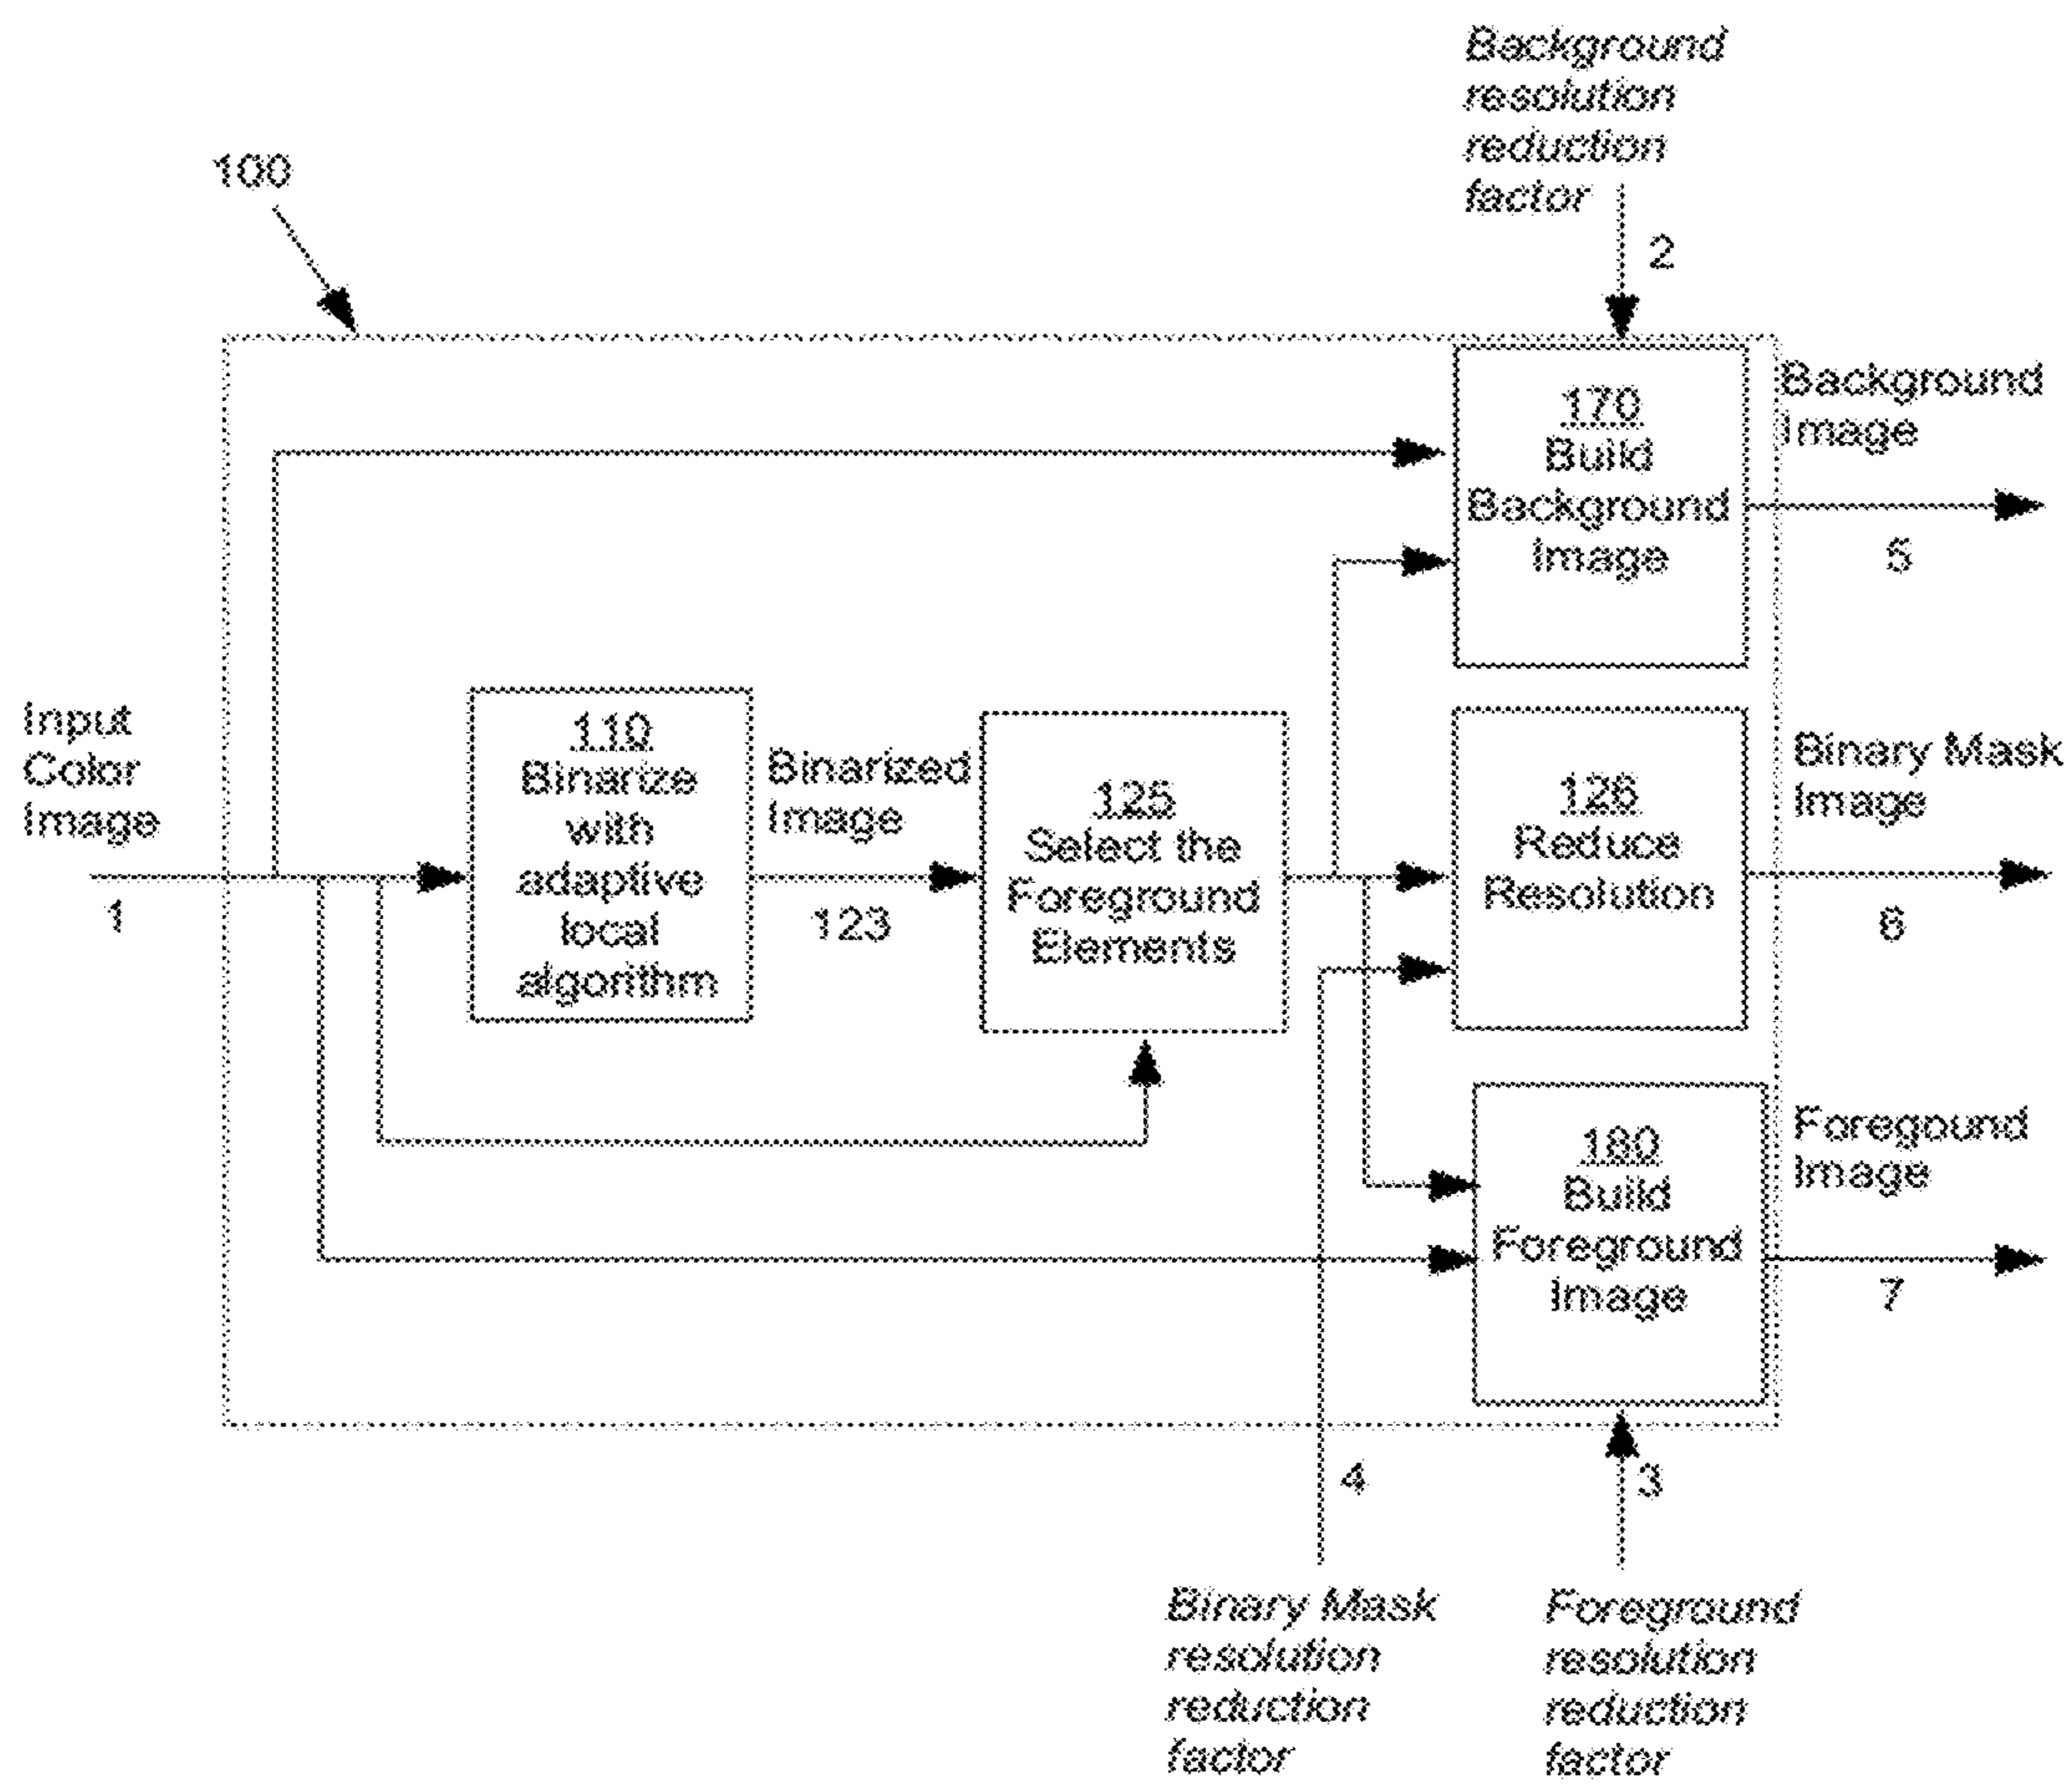 Background
resolution
reduction
factor
2
100
170
Build
Background
Image
Background
Image
5
Input
Color
Image
1
110
Binarize
with
adaptive
local
algorithm
Binarized
Image
123
125
Select the
Foreground
Elements
126
Reduce
Resolution
Binary Mask
Image
6
180
Build
Foreground
Image
Foregound
Image
7
4
3
Binary Mask
resolution
reduction
factor
Foreground
resolution
reduction
factor